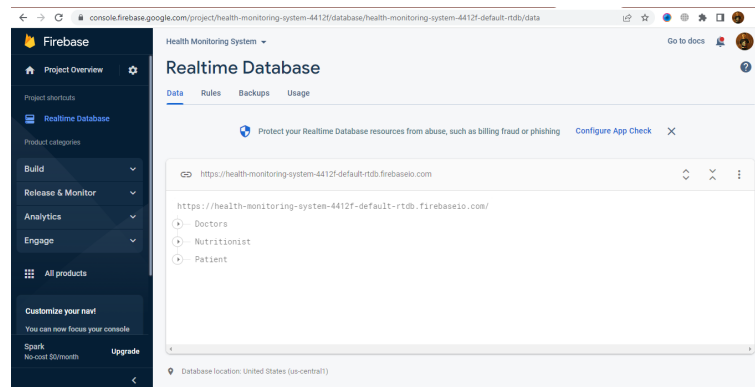 console.firebase.google.com/project/health-monitoring-system-4412f/database/health-monitoring-system-4412f-default-rtdb/data
Firebase
Health Monitoring System
Go to docs
Project Overview
Realtime Database
Project shortcuts
Data Rules Backups Usage
Realtime Database
Protect your Realtime Database resources from abuse, such as billing fraud or phishing Configure App Check
Product categories
Build
https://health-monitoring-system-4412f-default-rtdb.firebaseio.com
Release & Monitor
https://health-monitoring-system-4412f-default-rtdb.firebaseio.com/
Analytics
Doctors
Engage
Nutritionist
Patient
All products
Customize your nav!
You can now focus your console
Spark
No-cost $0/month
Upgrade
Database location: United States (us-central1)